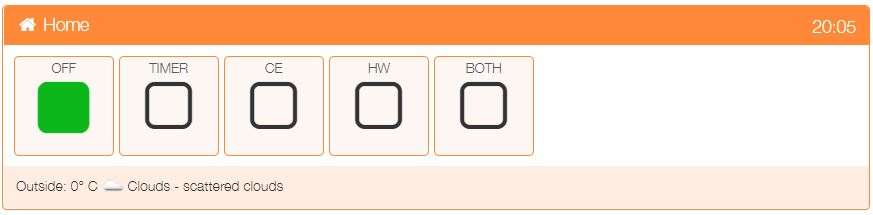 Home 20:05
OFF TIMER CE HW BOTH
Outside: 0° C Clouds - scattered clouds